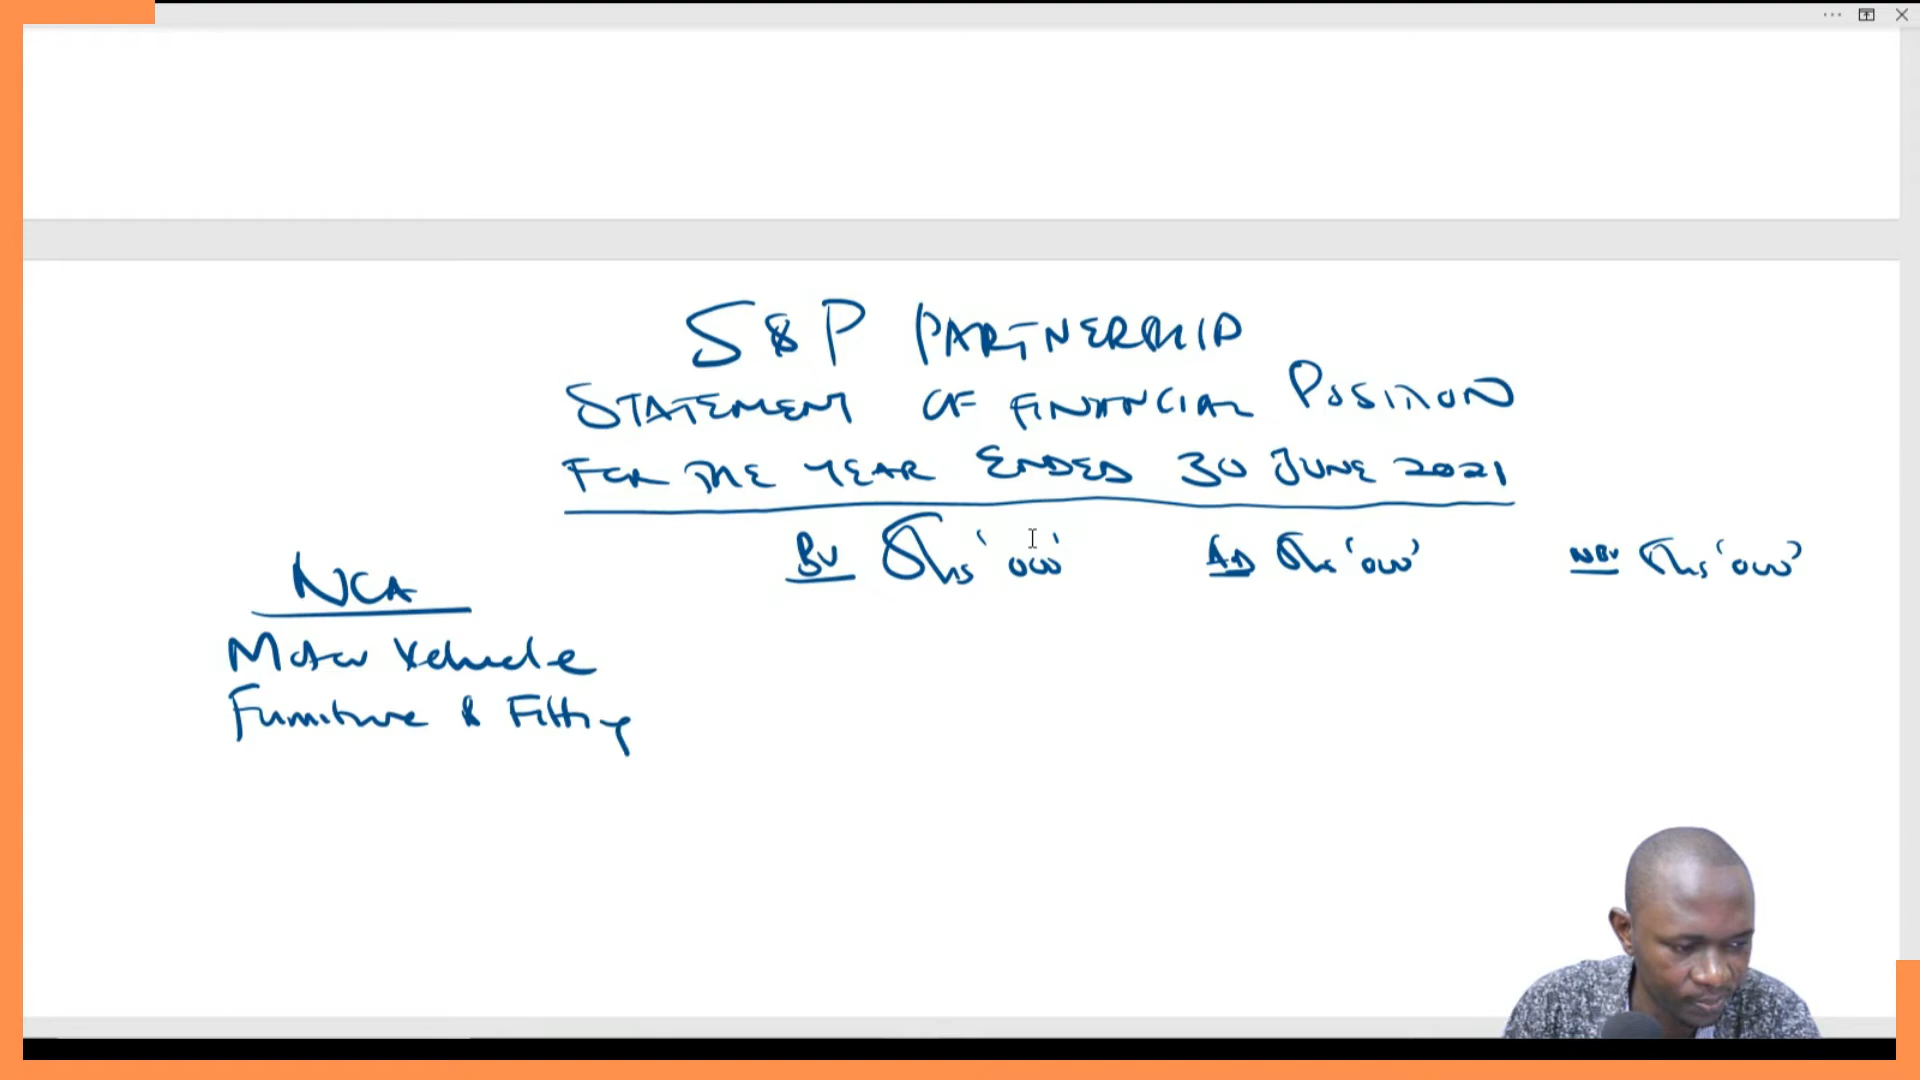 S & P PARTNERSHIP
STATEMENT OF FINANCIAL POSITION
FOR THE YEAR ENDED 30 JUNE 2021
BV Shs '000' AD Shs '000' NBV Shs '000'
NCA
Motor Vehicle
Furniture & Fitting